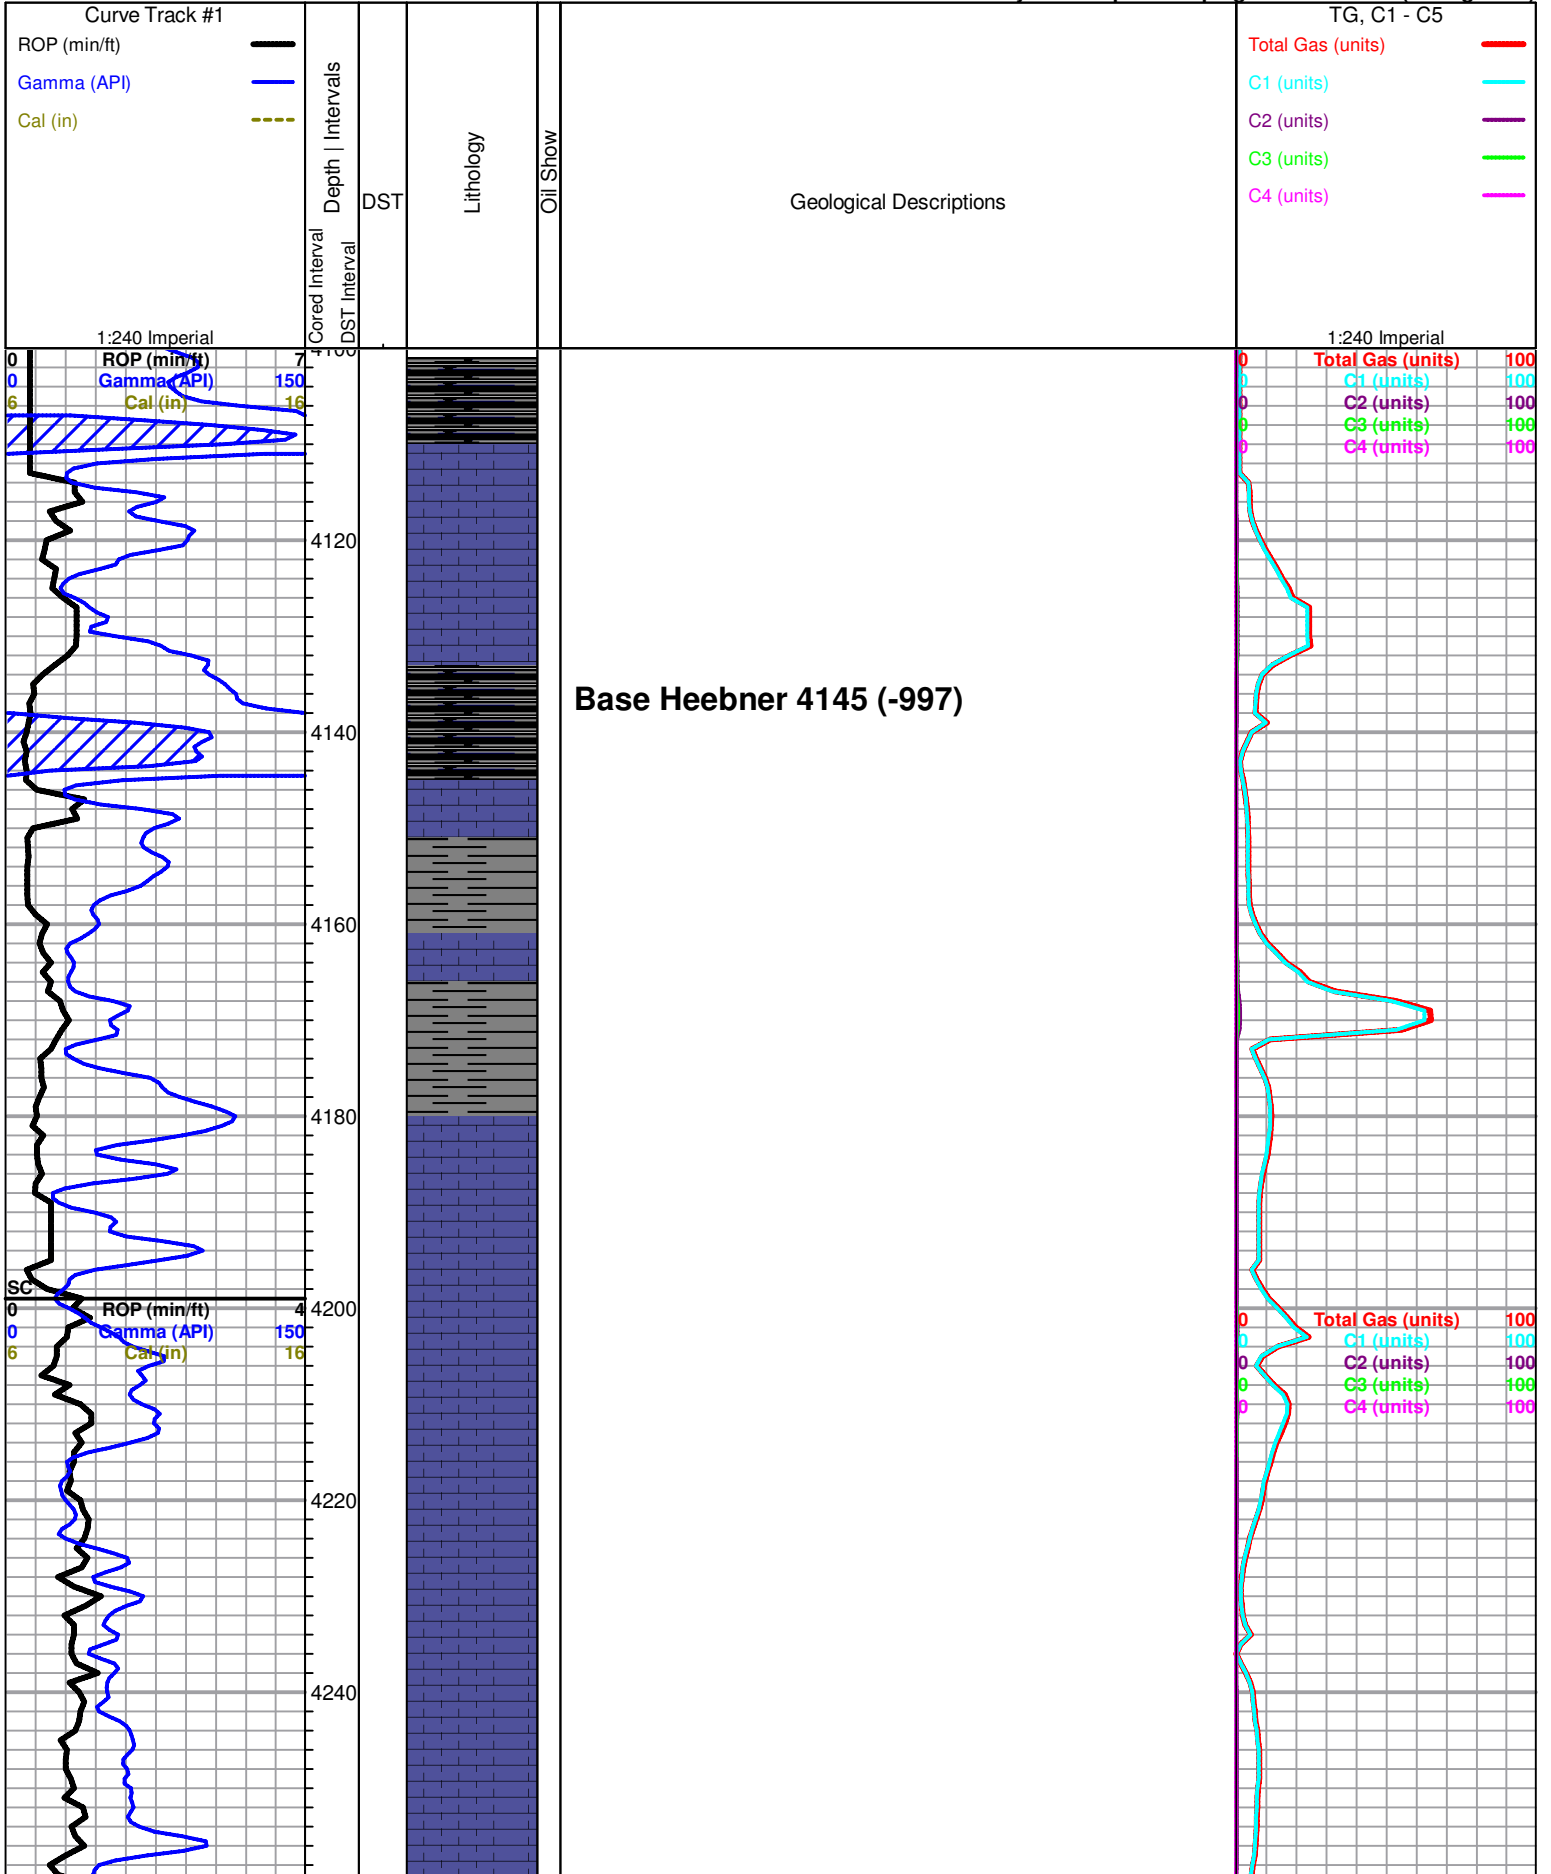 Curve Track #1
ROP (min/ft)
Gamma (API)
Cal (in)
1:240 Imperial
Depth | Intervals
Cored Interval
DST Interval
DST
Lithology
Oil Show
Geological Descriptions
TG, C1 - C5
Total Gas (units)
C1 (units)
C2 (units)
C3 (units)
C4 (units)
1:240 Imperial
0 ROP (min/ft) 7
0 Gamma (API) 150
6 Cal (in) 16
4100
0 Total Gas (units) 100
0 C1 (units) 100
0 C2 (units) 100
0 C3 (units) 100
0 C4 (units) 100
4120
Base Heebner 4145 (-997)
4140
4160
4180
SC
4200
0 ROP (min/ft) 4
0 Gamma (API) 150
6 Cal (in) 16
0 Total Gas (units) 100
0 C1 (units) 100
0 C2 (units) 100
0 C3 (units) 100
0 C4 (units) 100
4220
4240